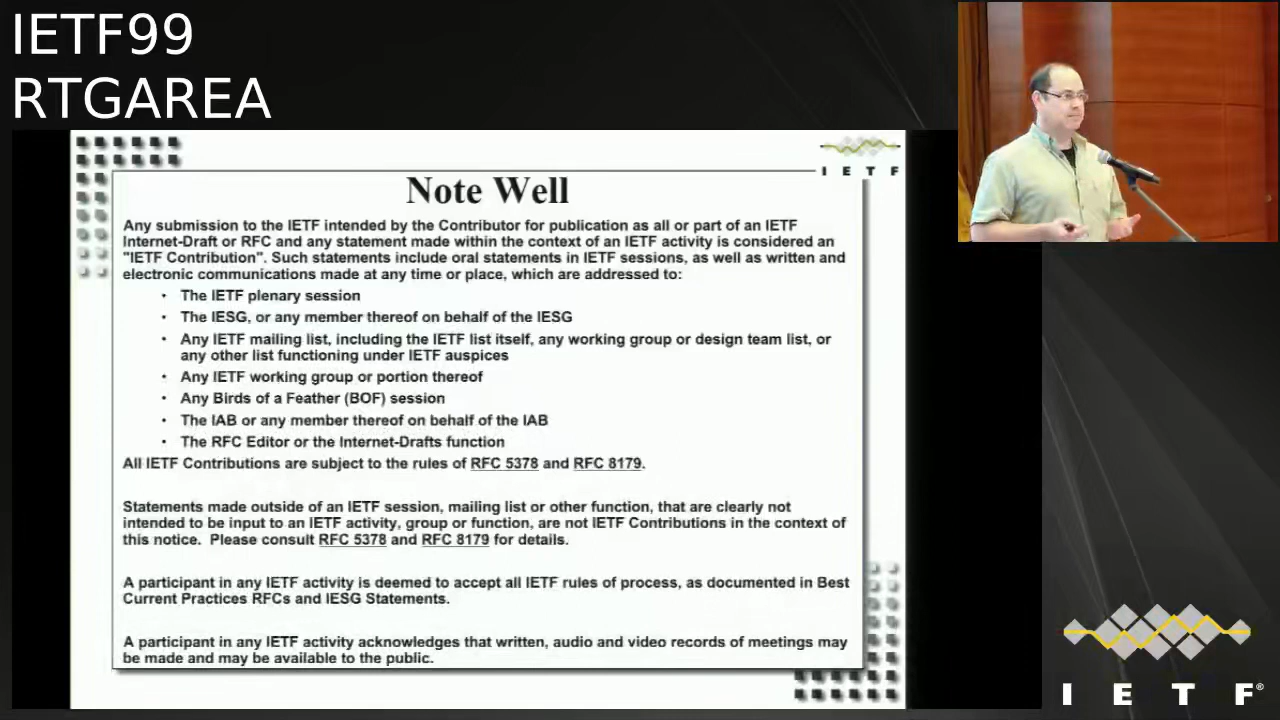 IETF99
RTGAREA
I E T F
Note Well
Any submission to the IETF intended by the Contributor for publication as all or part of an IETF
Internet-Draft or RFC and any statement made within the context of an IETF activity is considered an
"IETF Contribution". Such statements include oral statements in IETF sessions, as well as written and
electronic communications made at any time or place, which are addressed to:
• The IETF plenary session
• The IESG, or any member thereof on behalf of the IESG
• Any IETF mailing list, including the IETF list itself, any working group or design team list, or
any other list functioning under IETF auspices
• Any IETF working group or portion thereof
• Any Birds of a Feather (BOF) session
• The IAB or any member thereof on behalf of the IAB
• The RFC Editor or the Internet-Drafts function
All IETF Contributions are subject to the rules of RFC 5378 and RFC 8179.
Statements made outside of an IETF session, mailing list or other function, that are clearly not
intended to be input to an IETF activity, group or function, are not IETF Contributions in the context of
this notice. Please consult RFC 5378 and RFC 8179 for details.
A participant in any IETF activity is deemed to accept all IETF rules of process, as documented in Best
Current Practices RFCs and IESG Statements.
A participant in any IETF activity acknowledges that written, audio and video records of meetings may
be made and may be available to the public.
I E T F®